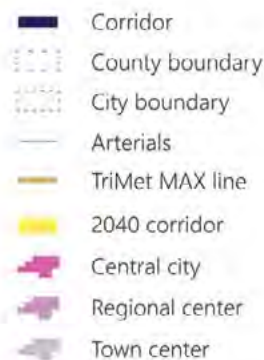 Corridor
County boundary
City boundary
Arterials
TriMet MAX line
2040 corridor
Central city
Regional center
Town center